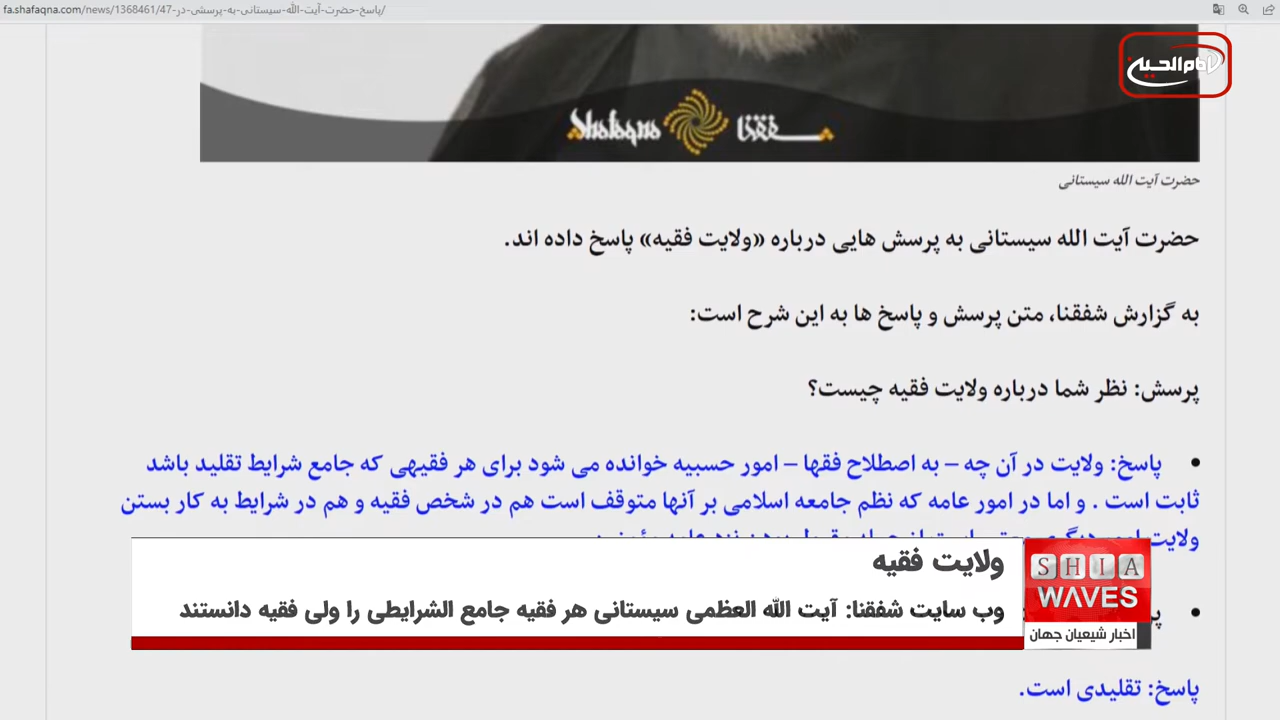 fa.shafaqna.com/news/1368461/47-پاسخ-حضرت-آیت-الله-سیستانی-به-پرسشی-در/
امام الحسین
Shafaqna شفقنا
حضرت آیت الله سیستانی
حضرت آیت الله سیستانی به پرسش هایی درباره «ولایت فقیه» پاسخ داده اند.
به گزارش شفقنا، متن پرسش و پاسخ ها به این شرح است:
پرسش: نظر شما درباره ولایت فقیه چیست؟
پاسخ: ولایت در آن چه – به اصطلاح فقها – امور حسبیه خوانده می شود برای هر فقیهی که جامع شرایط تقلید باشد
ثابت است . و اما در امور عامه که نظم جامعه اسلامی بر آنها متوقف است هم در شخص فقیه و هم در شرایط به کار بستن
ولایت
ولایت فقیه
وب سایت شفقنا: آیت الله العظمی سیستانی هر فقیه جامع الشرایطی را ولی فقیه دانستند
SHIA
WAVES
اخبار شیعیان جهان
پاسخ: تقلیدی است.